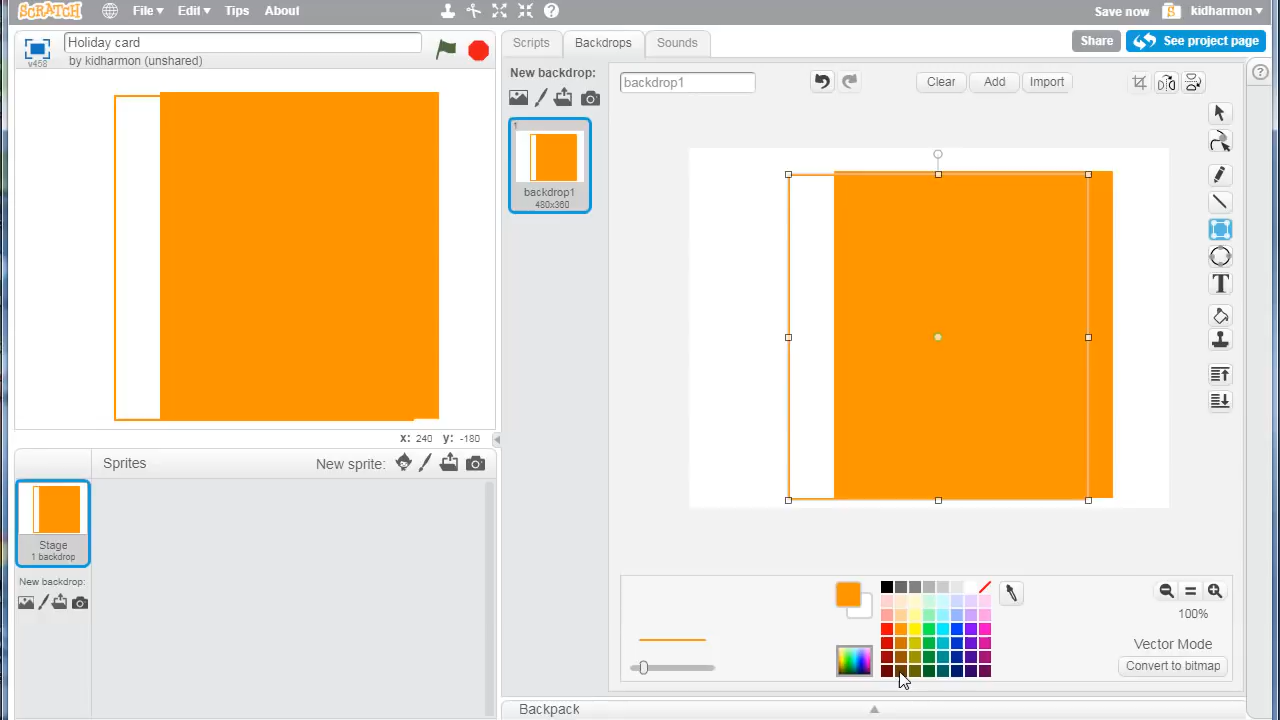 SCRATCH File Edit Tips About Save now kidharmon
v458 Holiday card
by kidharmon (unshared)
Scripts Backdrops Sounds
Share See project page
New backdrop:
backdrop1 Clear Add Import
1
backdrop1
480x360
x: 240 y: -180
Sprites New sprite:
Stage
1 backdrop
New backdrop:
T
100%
Vector Mode
Convert to bitmap
Backpack